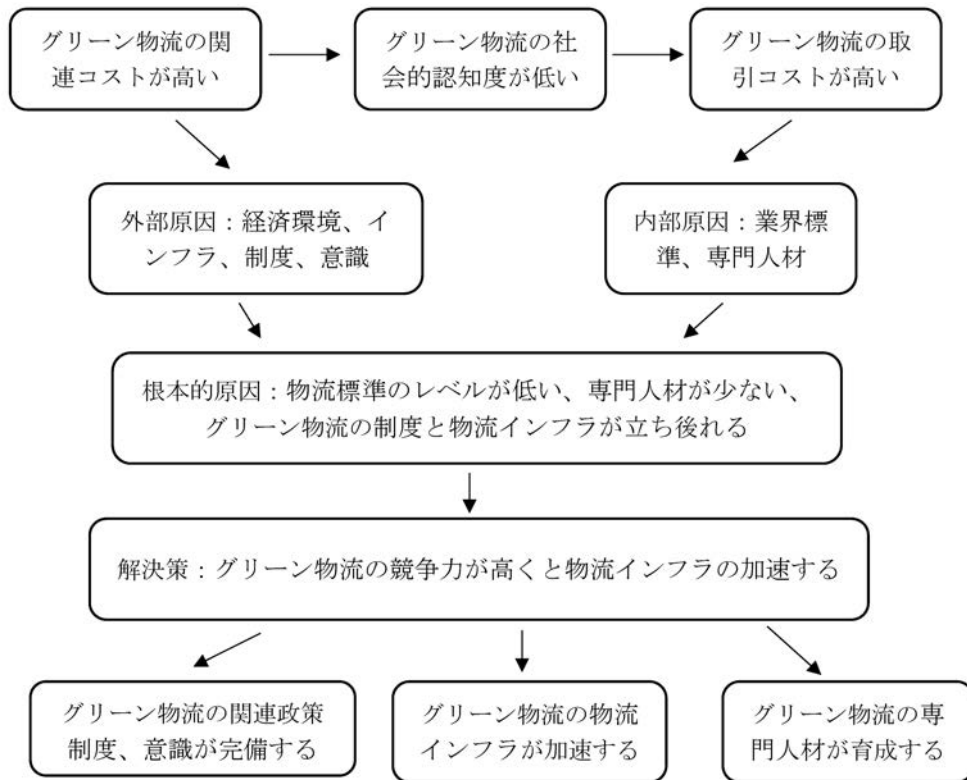 グリーン物流の関
連コストが高い
グリーン物流の社
会的認知度が低い
グリーン物流の取
引コストが高い
外部原因：経済環境、イ
ンフラ、制度、意識
内部原因：業界標
準、専門人材
根本的原因：物流標準のレベルが低い、専門人材が少ない、
グリーン物流の制度と物流インフラが立ち後れる
解決策：グリーン物流の競争力が高くと物流インフラの加速する
グリーン物流の関連政策
制度、意識が完備する
グリーン物流の物流
インフラが加速する
グリーン物流の専
門人材が育成する